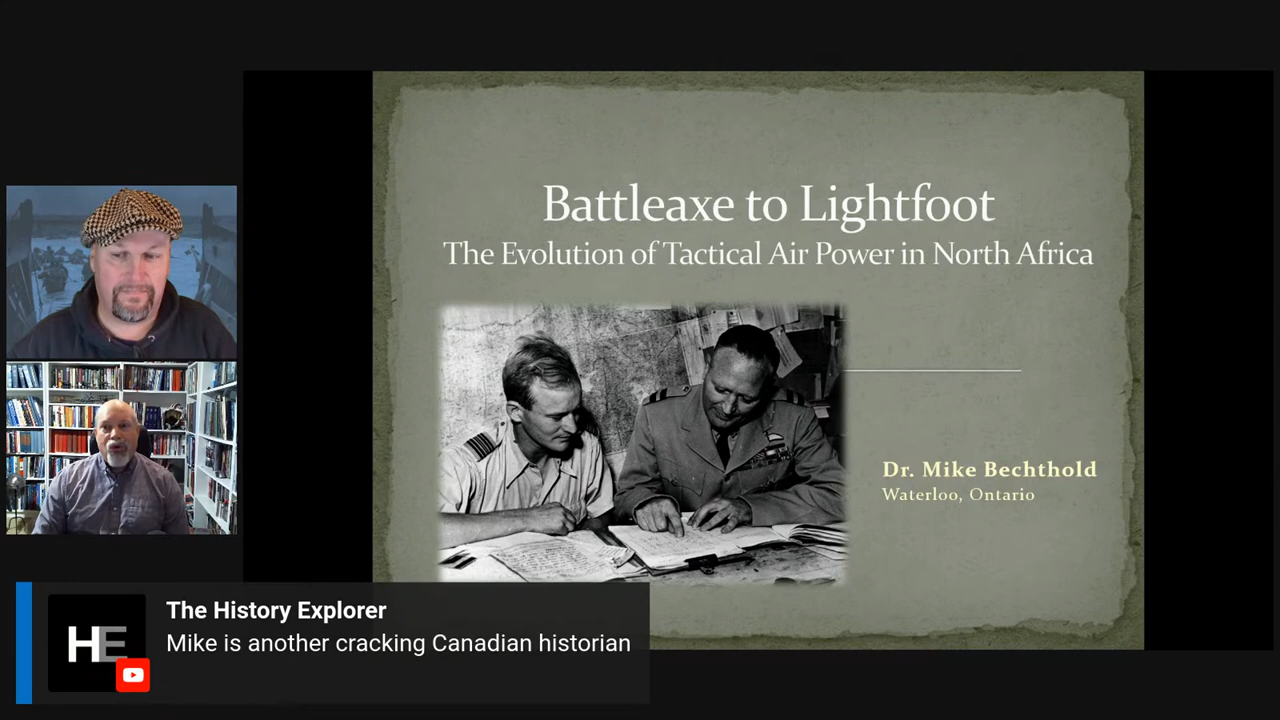 Battleaxe to Lightfoot
The Evolution of Tactical Air Power in North Africa
Dr. Mike Bechthold
Waterloo, Ontario
HE
The History Explorer
Mike is another cracking Canadian historian